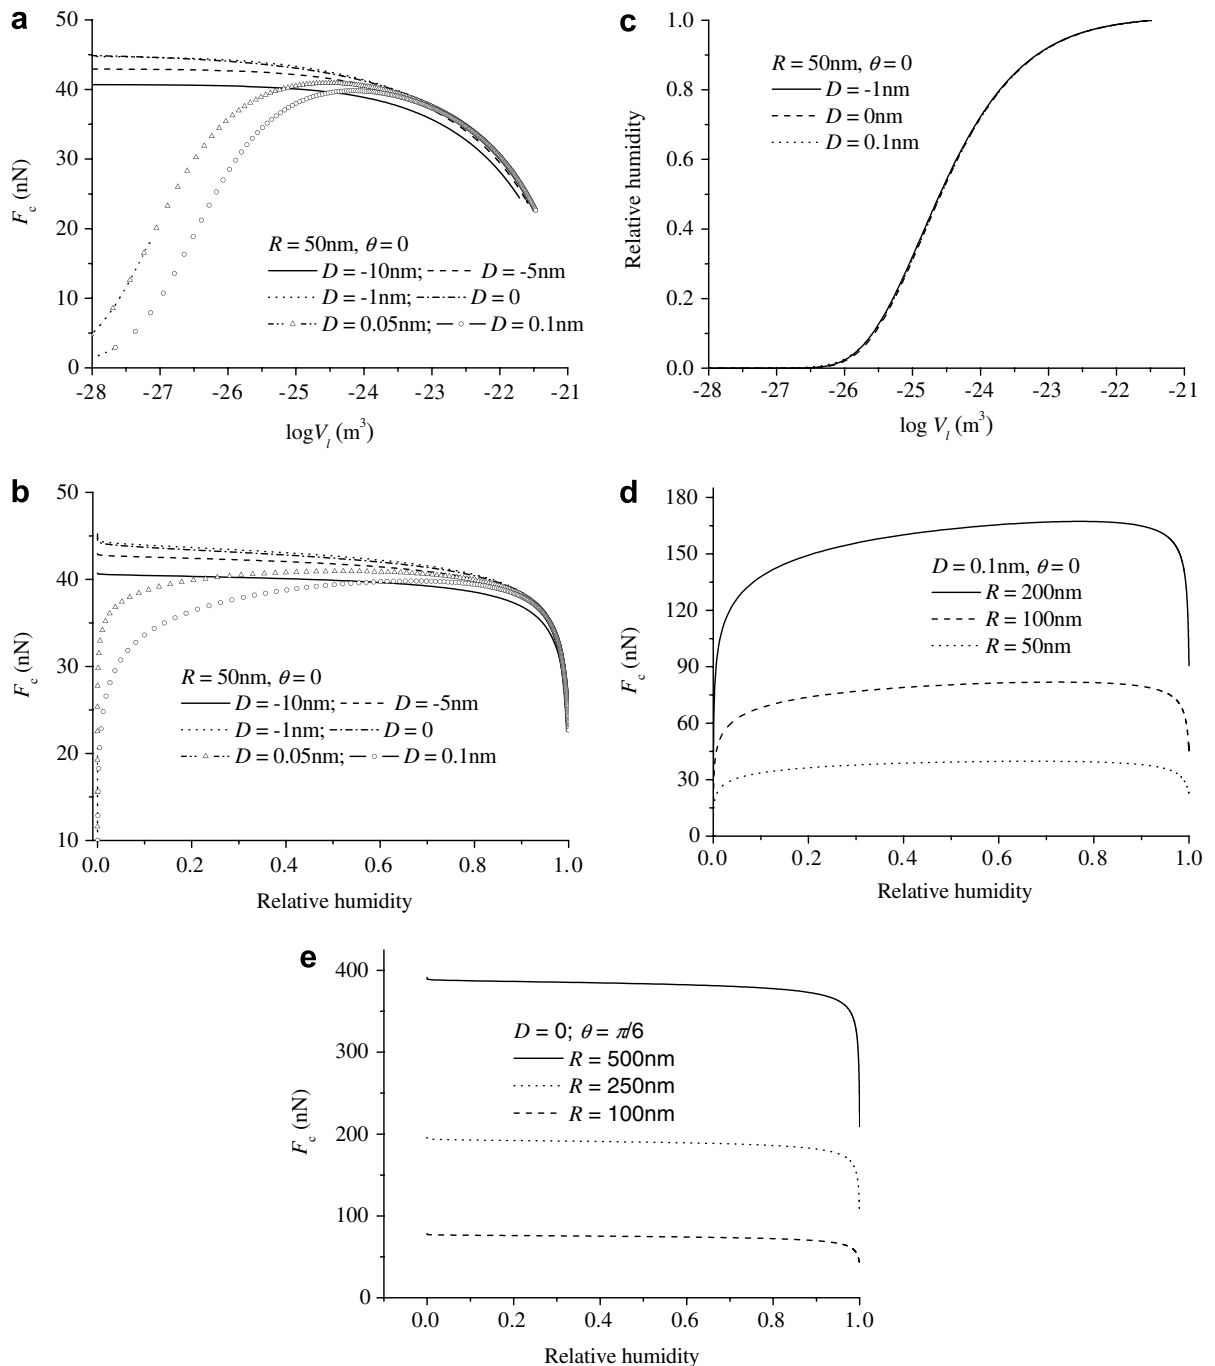 a
50
40
30
20
10
0
F_c (nN)
R = 50nm, θ = 0
D = -10nm; D = -5nm
D = -1nm; D = 0
D = 0.05nm; D = 0.1nm
-28 -27 -26 -25 -24 -23 -22 -21
logV_l (m³)
c
1.0
0.8
0.6
0.4
0.2
0.0
Relative humidity
R = 50nm, θ = 0
D = -1nm
D = 0nm
D = 0.1nm
-28 -27 -26 -25 -24 -23 -22 -21
log V_l (m³)
b
50
40
30
20
10
F_c (nN)
R = 50nm, θ = 0
D = -10nm; D = -5nm
D = -1nm; D = 0
D = 0.05nm; D = 0.1nm
0.0 0.2 0.4 0.6 0.8 1.0
Relative humidity
d
180
150
120
90
60
30
0
F_c (nN)
D = 0.1nm, θ = 0
R = 200nm
R = 100nm
R = 50nm
0.0 0.2 0.4 0.6 0.8 1.0
Relative humidity
e
400
300
200
100
0
F_c (nN)
D = 0; θ = π/6
R = 500nm
R = 250nm
R = 100nm
0.0 0.2 0.4 0.6 0.8 1.0
Relative humidity